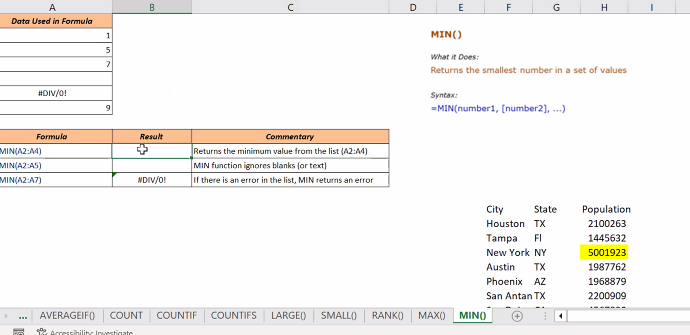 A B C D E F G H I
Data Used in Formula
1
5
7
#DIV/0!
9
Formula Result Commentary
MIN(A2:A4) Returns the minimum value from the list (A2:A4)
MIN(A2:A5) MIN function ignores blanks (or text)
MIN(A2:A7) #DIV/0! If there is an error in the list, MIN returns an error
MIN()
What it Does:
Returns the smallest number in a set of values
Syntax:
=MIN(number1, [number2], ...)
City State Population
Houston TX 2100263
Tampa Fl 1445632
New York NY 5001923
Austin TX 1987762
Phoenix AZ 1968879
San Antan TX 2200909
... AVERAGEIF() COUNT COUNTIF COUNTIFS LARGE() SMALL() RANK() MAX() MIN()
Accessibility: Investigate